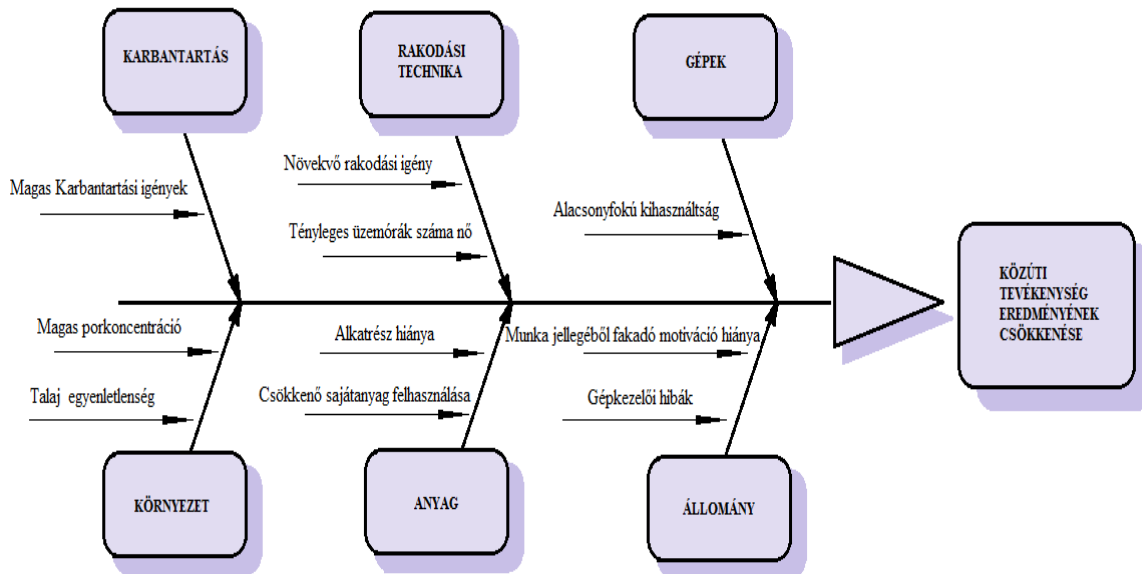 KARBANTARTÁS
RAKODÁSI
TECHNIKA
GÉPEK
Növekvő rakodási igény
Magas Karbantartási igények
Alacsonyfokú kihasználtság
Tényleges üzemórák száma nő
KÖZÚTI
TEVÉKENYSÉG
EREDMÉNYÉNEK
CSÖKKENÉSE
Magas porkoncentráció
Alkatrész hiánya
Munka jellegéből fakadó motiváció hiánya
Talaj egyenletlenség
Csökkenő sajátanyag felhasználása
Gépkezelői hibák
KÖRNYEZET
ANYAG
ÁLLOMÁNY